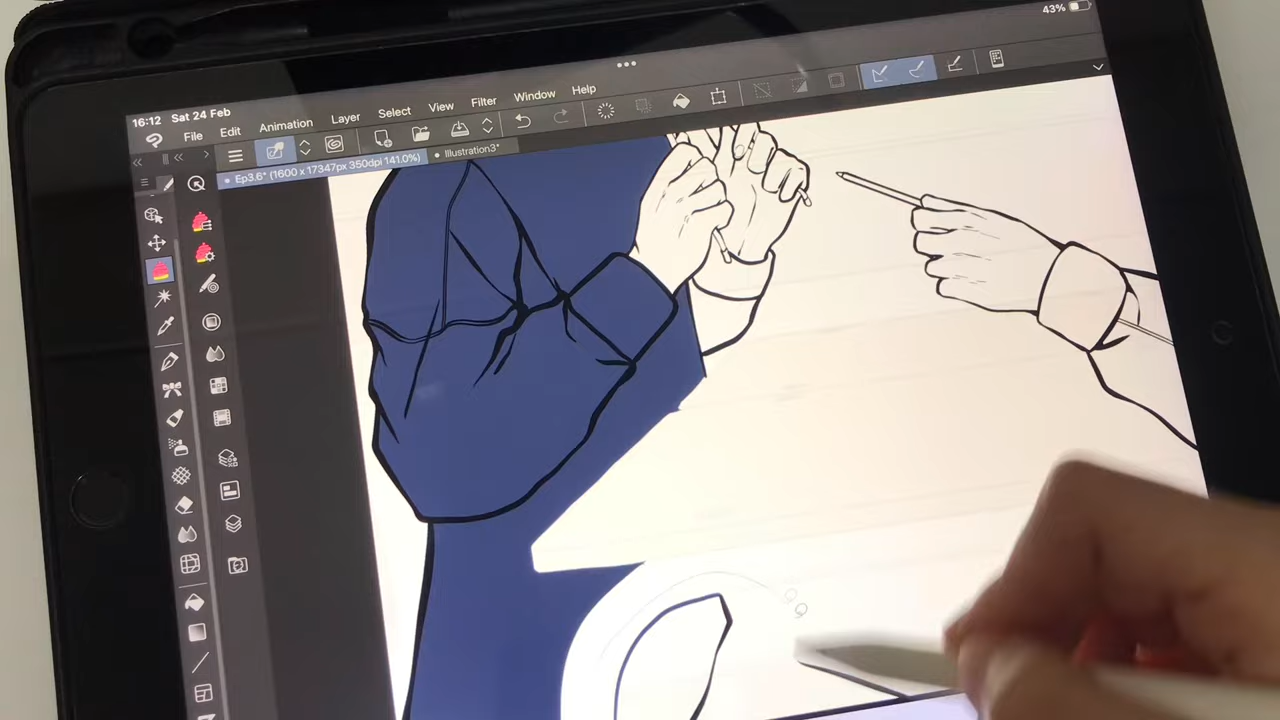 43%
16:12 Sat 24 Feb
File Edit Animation Layer Select View Filter Window Help
Ep3.6* (1600 x 17347px 350dpi 141.0%) Illustration3*